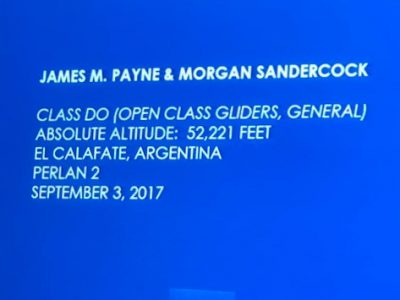 JAMES M. PAYNE & MORGAN SANDERCOCK
CLASS DO (OPEN CLASS GLIDERS, GENERAL)
ABSOLUTE ALTITUDE: 52,221 FEET
EL CALAFATE, ARGENTINA
PERLAN 2
SEPTEMBER 3, 2017